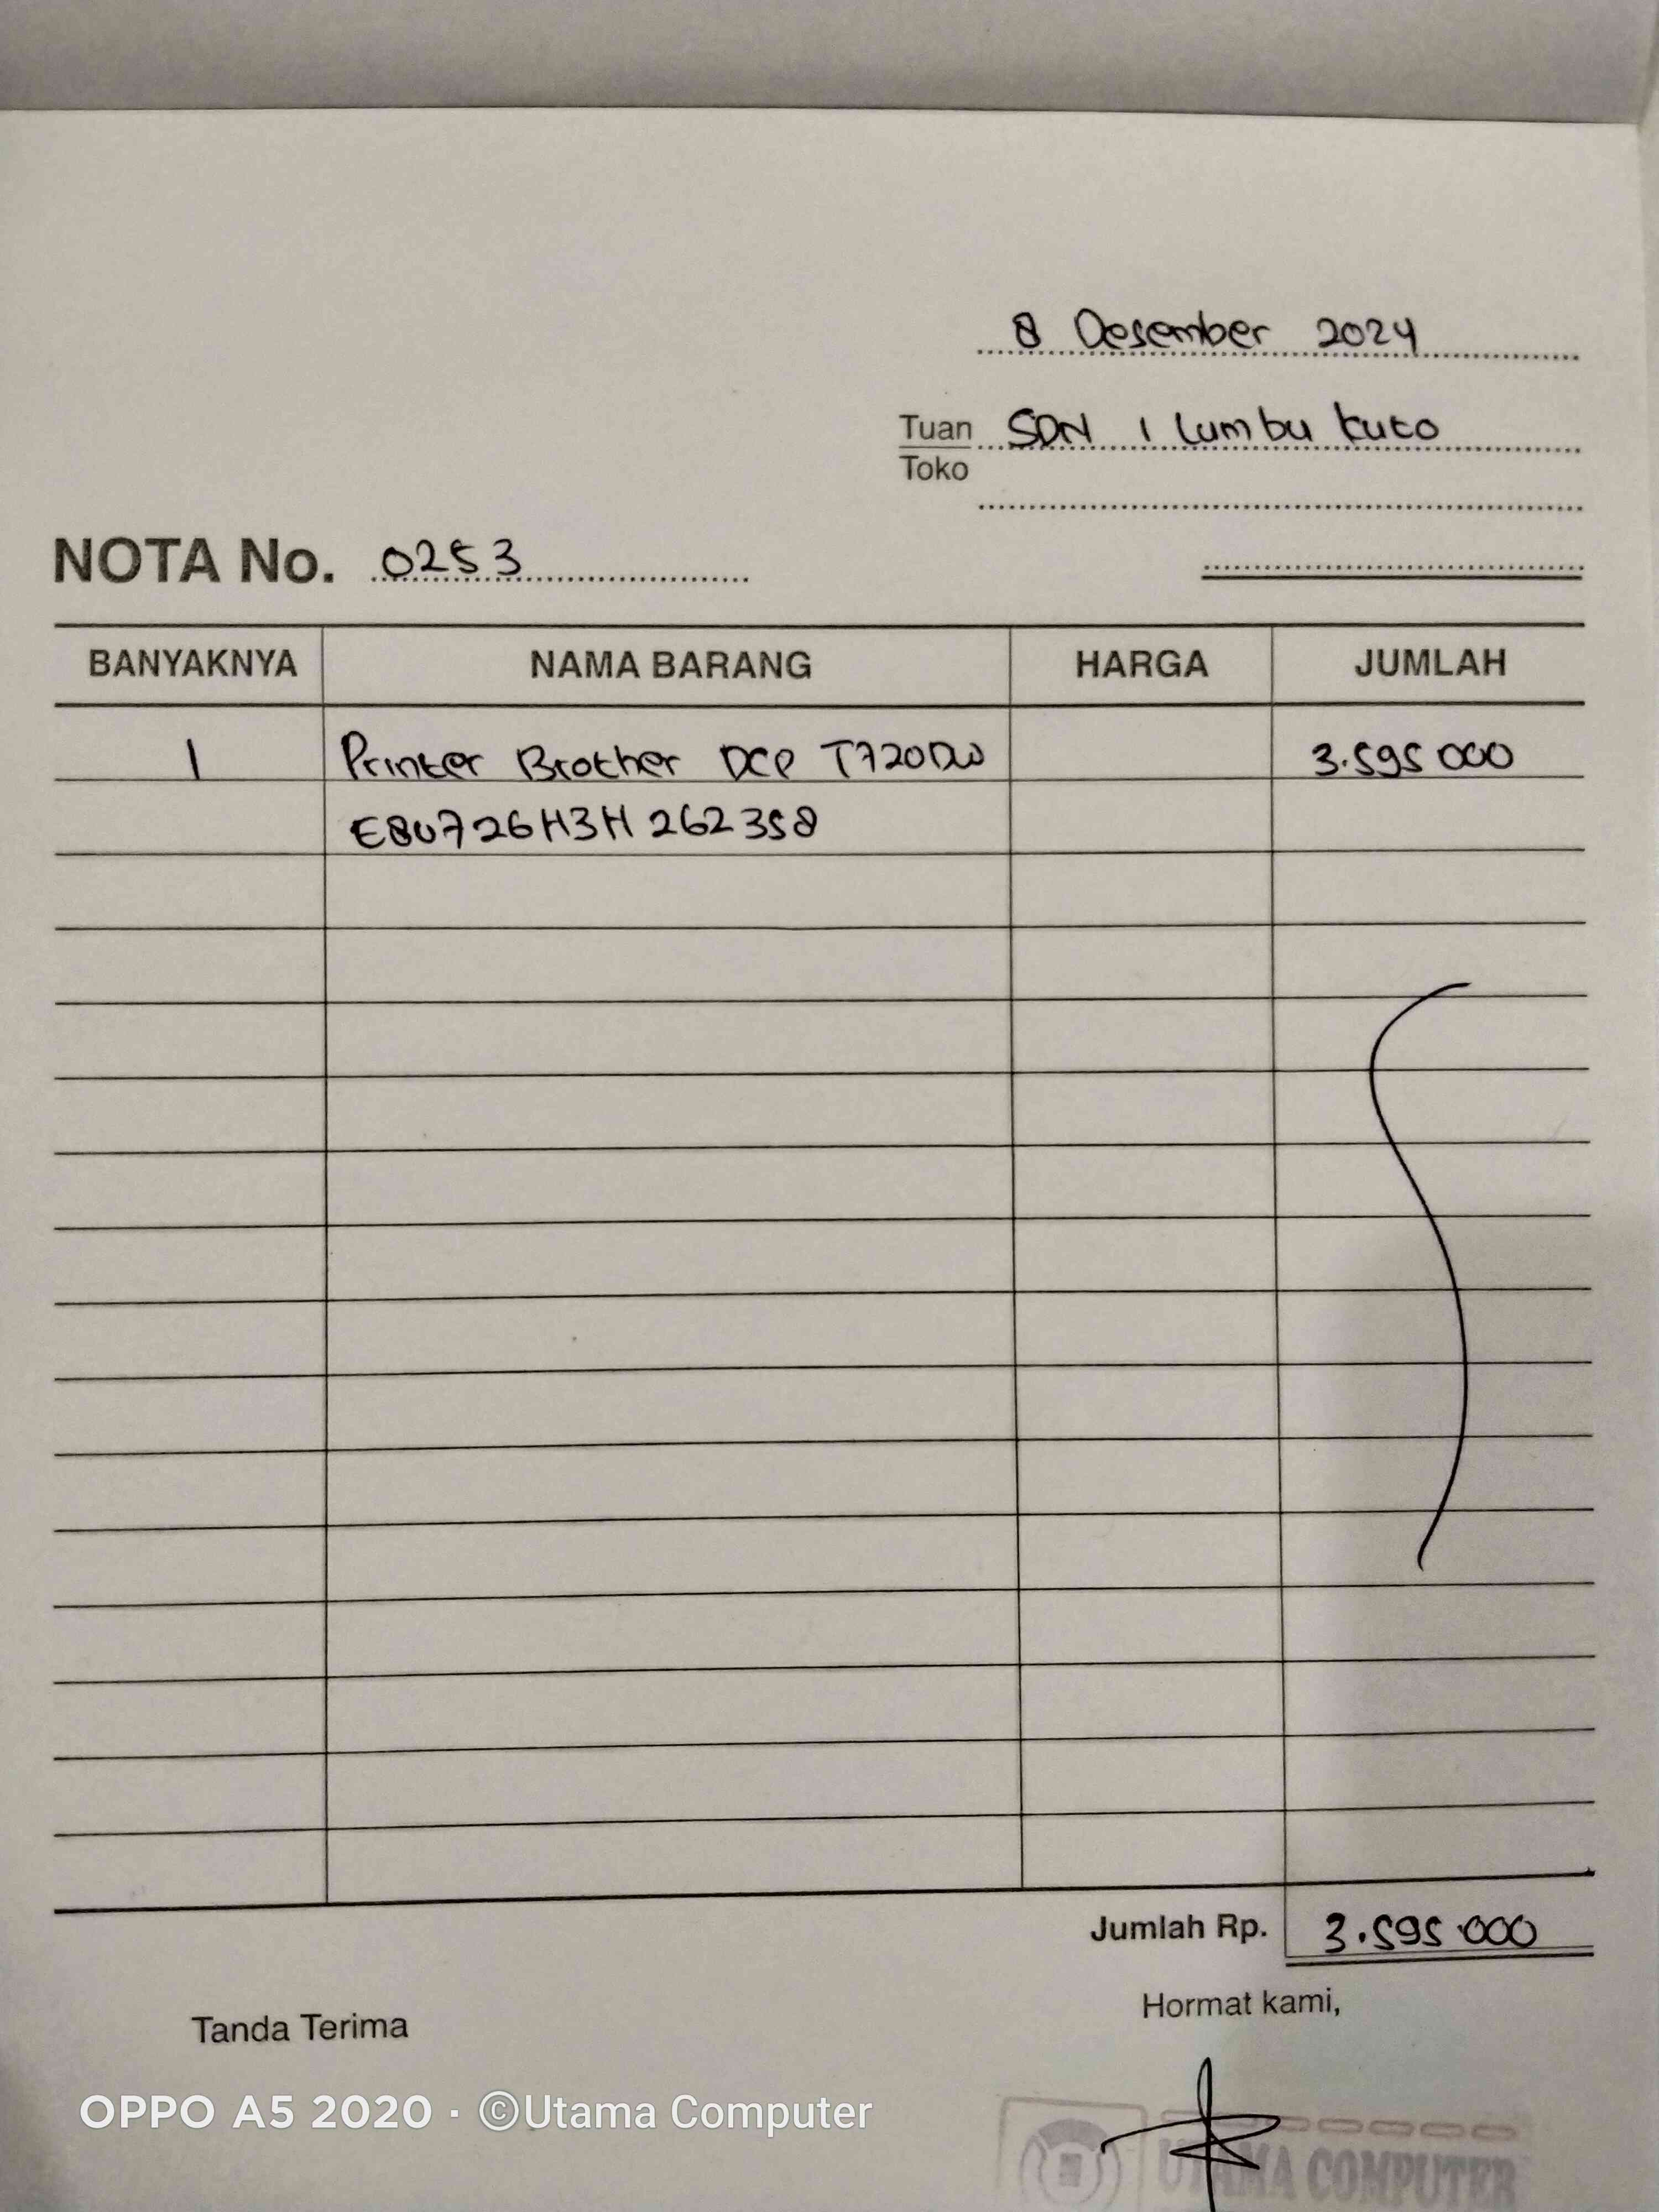 8 Desember 2024
Tuan SDN 1 Lumbu kuto
Toko
NOTA No. 0253
BANYAKNYA NAMA BARANG HARGA JUMLAH
1 Printer Brother DCP T720DW 3.595 000
E80726H3H262358
Jumlah Rp. 3.595.000
Tanda Terima Hormat kami,
OPPO A5 2020 · ©Utama Computer
UTAMA COMPUTER